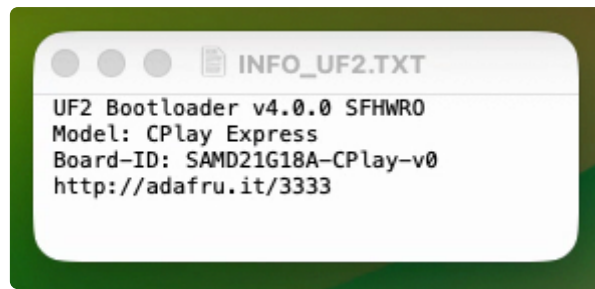 INFO_UF2.TXT
UF2 Bootloader v4.0.0 SFHWRO
Model: CPlay Express
Board-ID: SAMD21G18A-CPlay-v0
http://adafru.it/3333